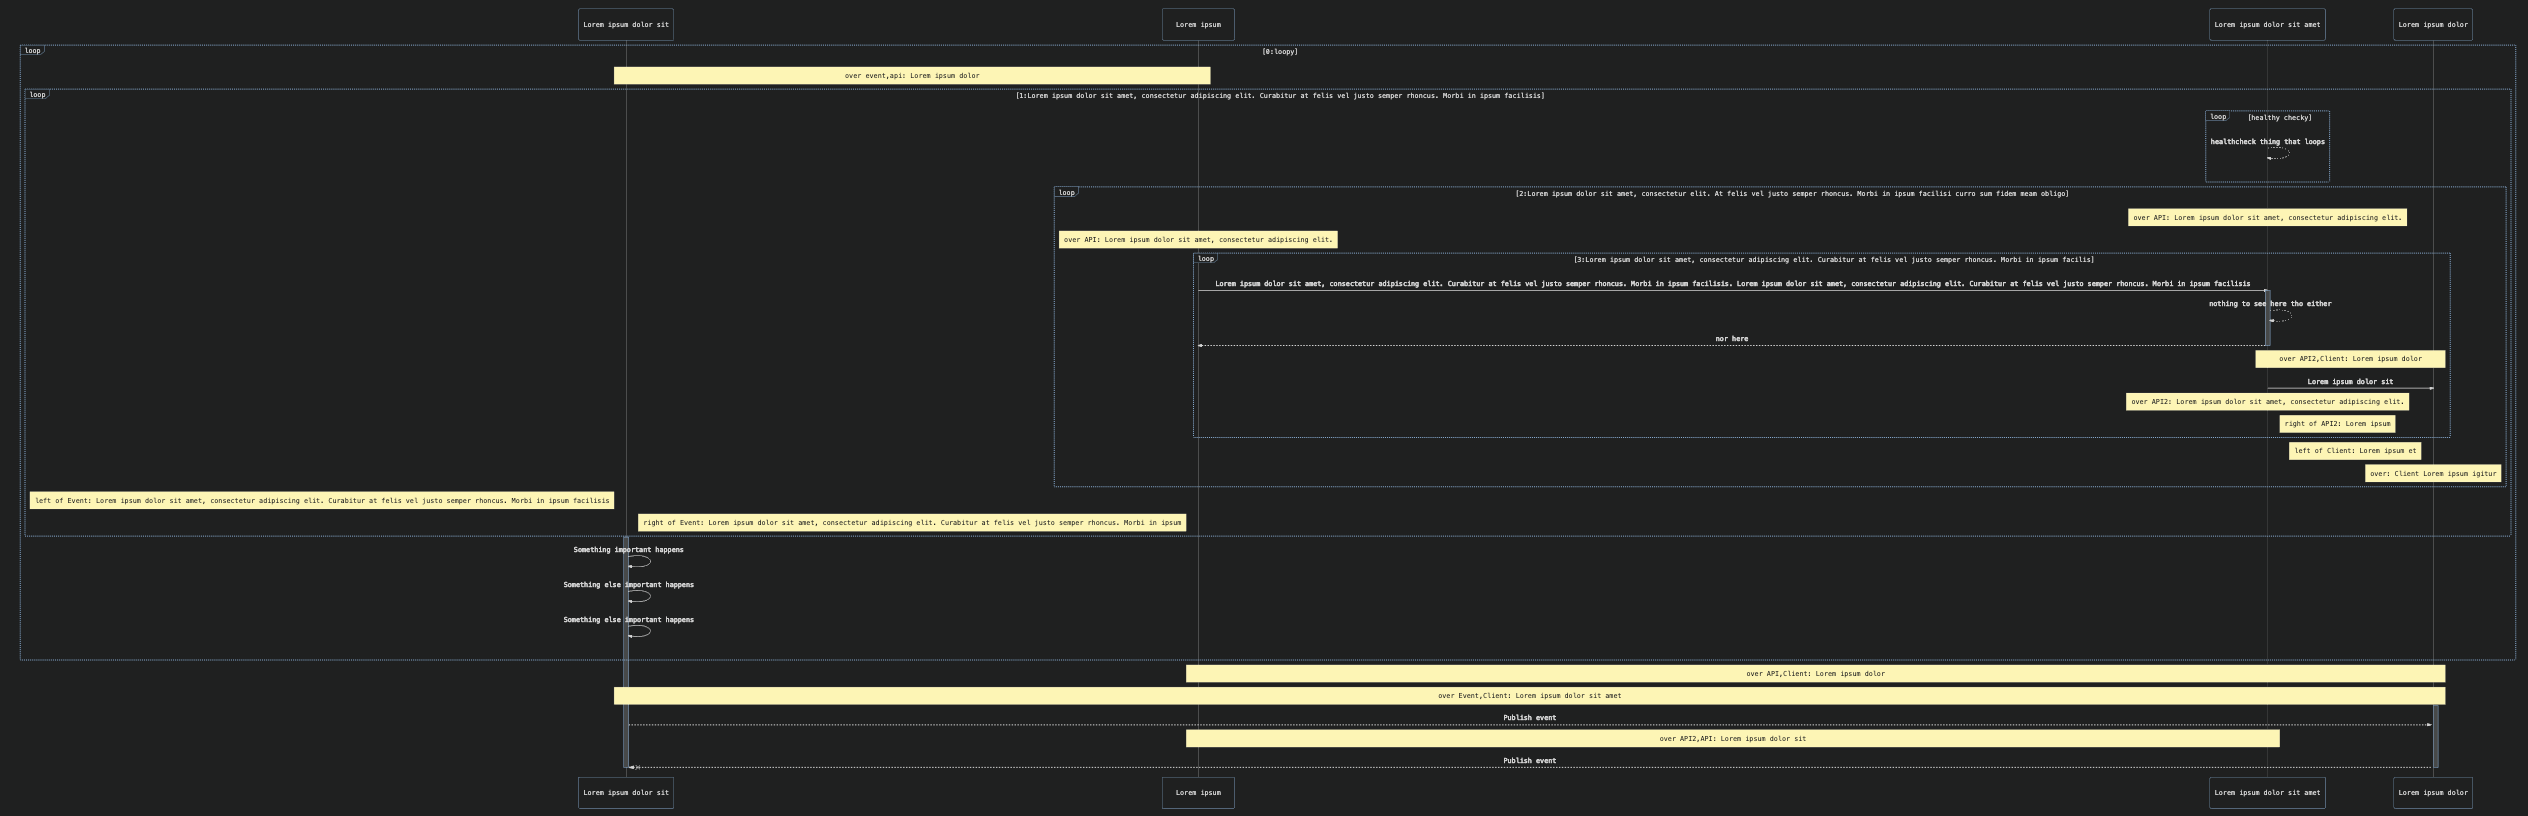 Lorem ipsum dolor sit
Lorem ipsum
Lorem ipsum dolor sit amet
Lorem ipsum dolor
loop
[0:loopy]
over event,api: Lorem ipsum dolor
loop
[1:Lorem ipsum dolor sit amet, consectetur adipiscing elit. Curabitur at felis vel justo semper rhoncus. Morbi in ipsum facilisis]
loop
[healthy checky]
healthcheck thing that loops
loop
[2:Lorem ipsum dolor sit amet, consectetur elit. At felis vel justo semper rhoncus. Morbi in ipsum facilisi curro sum fidem meam obligo]
over API: Lorem ipsum dolor sit amet, consectetur adipiscing elit.
over API: Lorem ipsum dolor sit amet, consectetur adipiscing elit.
loop
[3:Lorem ipsum dolor sit amet, consectetur adipiscing elit. Curabitur at felis vel justo semper rhoncus. Morbi in ipsum facilis]
Lorem ipsum dolor sit amet, consectetur adipiscing elit. Curabitur at felis vel justo semper rhoncus. Morbi in ipsum facilisis. Lorem ipsum dolor sit amet, consectetur adipiscing elit. Curabitur at felis vel justo semper rhoncus. Morbi in ipsum facilisis
nothing to see here tho either
nor here
over API2,Client: Lorem ipsum dolor
Lorem ipsum dolor sit
over API2: Lorem ipsum dolor sit amet, consectetur adipiscing elit.
right of API2: Lorem ipsum
left of Client: Lorem ipsum et
over: Client Lorem ipsum igitur
left of Event: Lorem ipsum dolor sit amet, consectetur adipiscing elit. Curabitur at felis vel justo semper rhoncus. Morbi in ipsum facilisis
right of Event: Lorem ipsum dolor sit amet, consectetur adipiscing elit. Curabitur at felis vel justo semper rhoncus. Morbi in ipsum
Something important happens
Something else important happens
Something else important happens
over API,Client: Lorem ipsum dolor
over Event,Client: Lorem ipsum dolor sit amet
Publish event
over API2,API: Lorem ipsum dolor sit
Publish event
Lorem ipsum dolor sit
Lorem ipsum
Lorem ipsum dolor sit amet
Lorem ipsum dolor